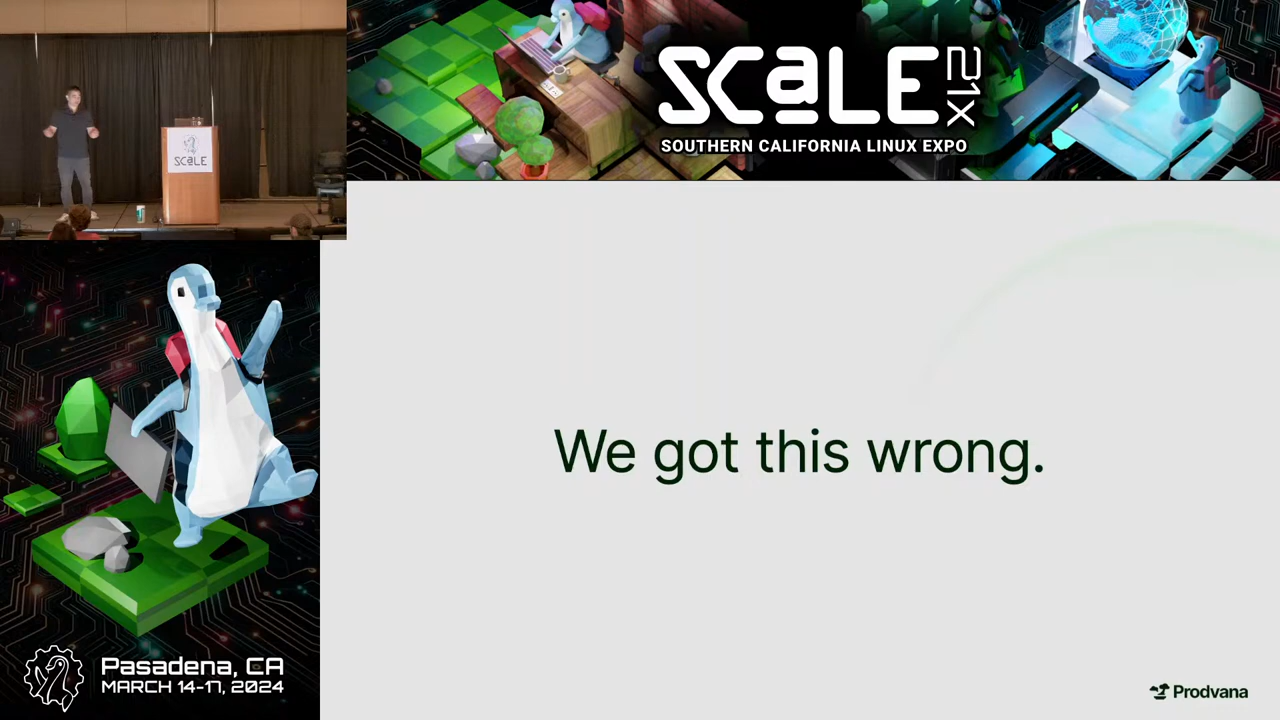 SCaLE 21X
SOUTHERN CALIFORNIA LINUX EXPO
SCaLE
We got this wrong.
Pasadena, CA
MARCH 14-17, 2024
Prodvana